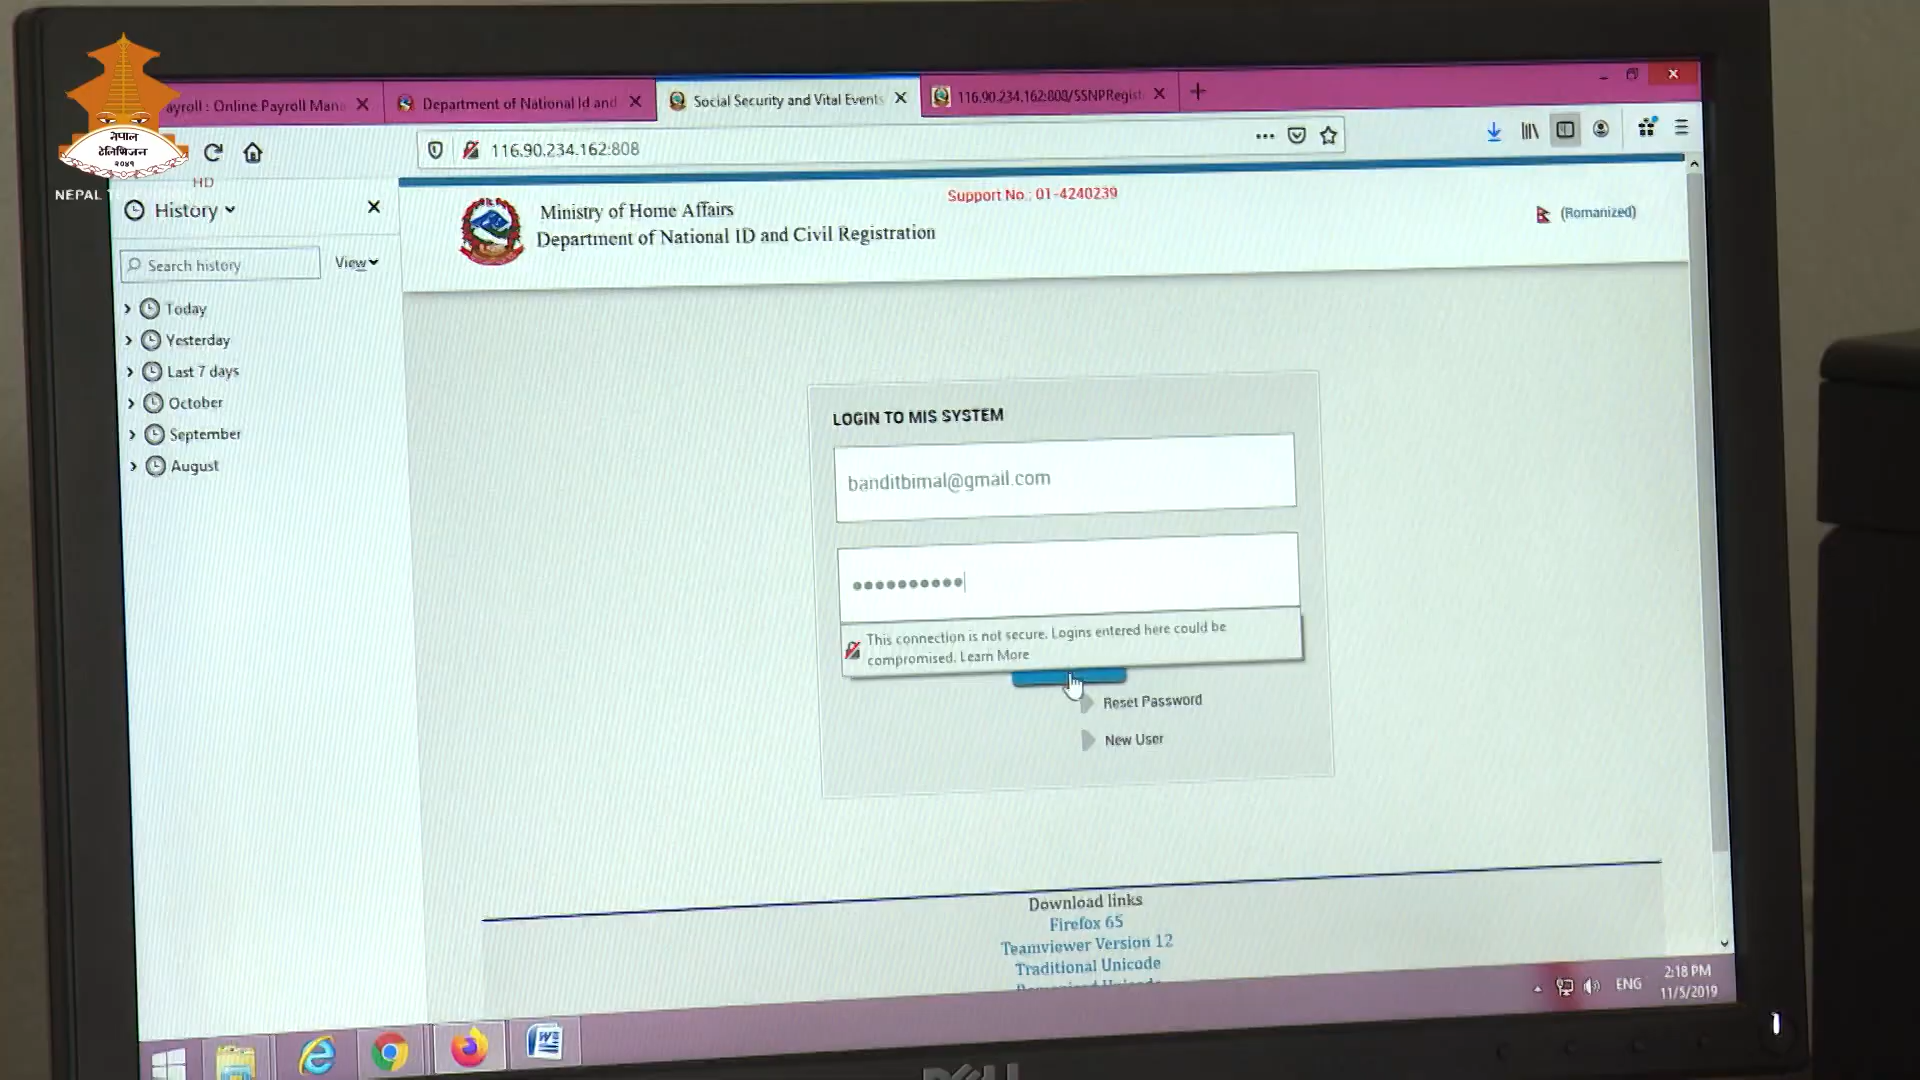 नेपाल
टेलिभिजन
२०४१
HD
NEPAL
ayroll : Online Payroll Mana
Department of National Id and
Social Security and Vital Events
116.90.234.162:808/SSNPRegist
116.90.234.162:808
History
Search history
View
Today
Yesterday
Last 7 days
October
September
August
Support No.: 01-4240239
Ministry of Home Affairs
Department of National ID and Civil Registration
(Romanized)
LOGIN TO MIS SYSTEM
banditbimal@gmail.com
This connection is not secure. Logins entered here could be
compromised. Learn More
Reset Password
New User
Download links
Firefox 65
Teamviewer Version 12
Traditional Unicode
ENG
2:18 PM
11/5/2019
DELL